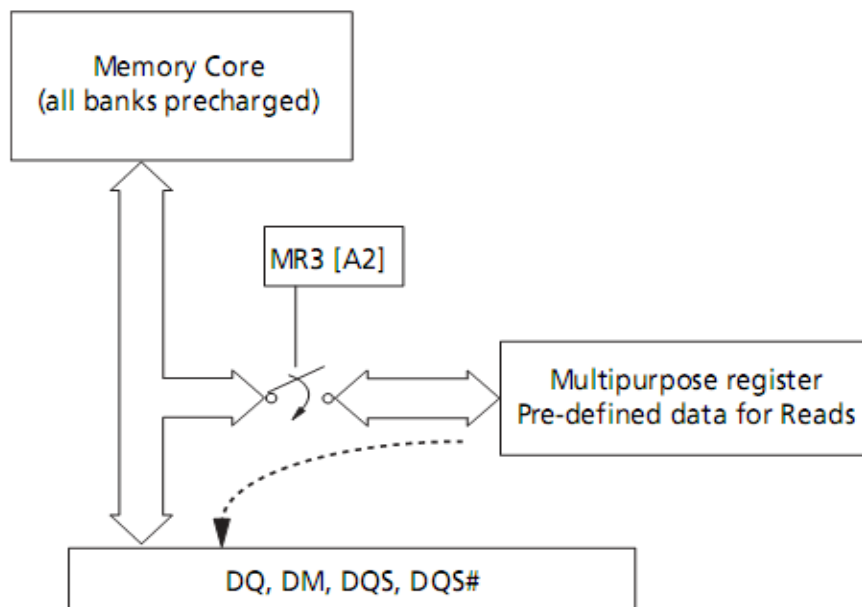 Memory Core
(all banks precharged)
MR3 [A2]
Multipurpose register
Pre-defined data for Reads
DQ, DM, DQS, DQS#